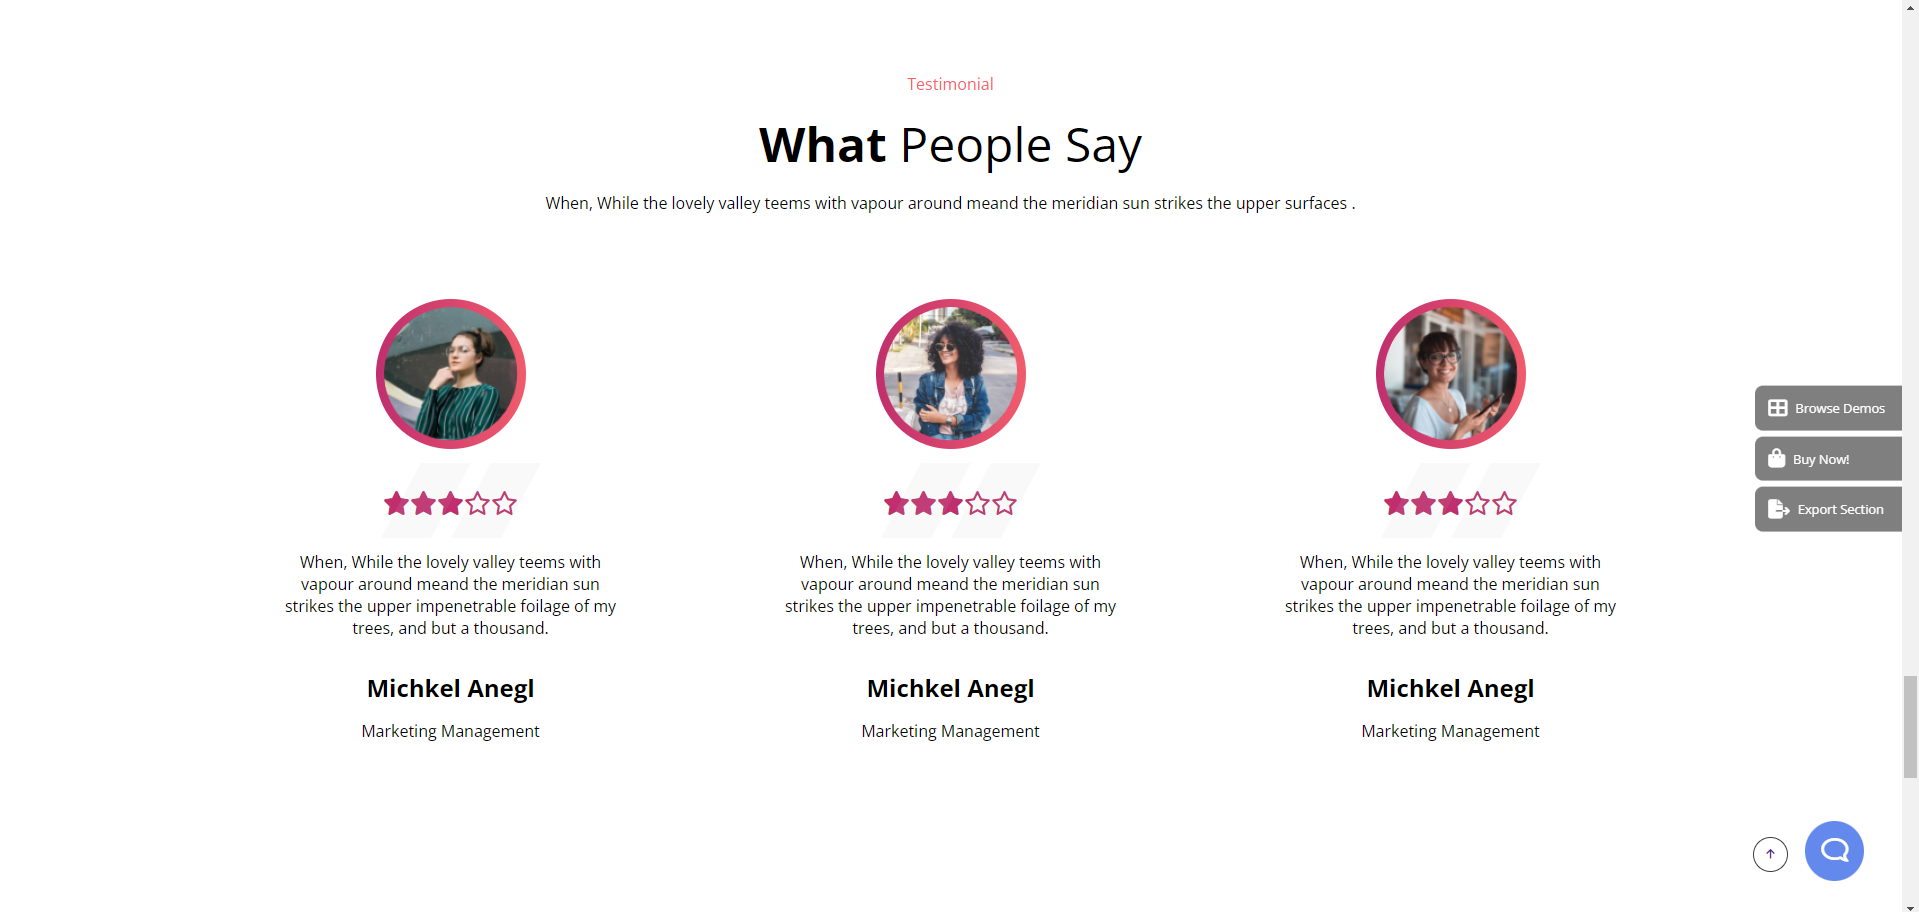 Testimonial
What People Say
When, While the lovely valley teems with vapour around meand the meridian sun strikes the upper surfaces .
When, While the lovely valley teems with
vapour around meand the meridian sun
strikes the upper impenetrable foilage of my
trees, and but a thousand.
Michkel Anegl
Marketing Management
When, While the lovely valley teems with
vapour around meand the meridian sun
strikes the upper impenetrable foilage of my
trees, and but a thousand.
Michkel Anegl
Marketing Management
When, While the lovely valley teems with
vapour around meand the meridian sun
strikes the upper impenetrable foilage of my
trees, and but a thousand.
Michkel Anegl
Marketing Management
Browse Demos
Buy Now!
Export Section